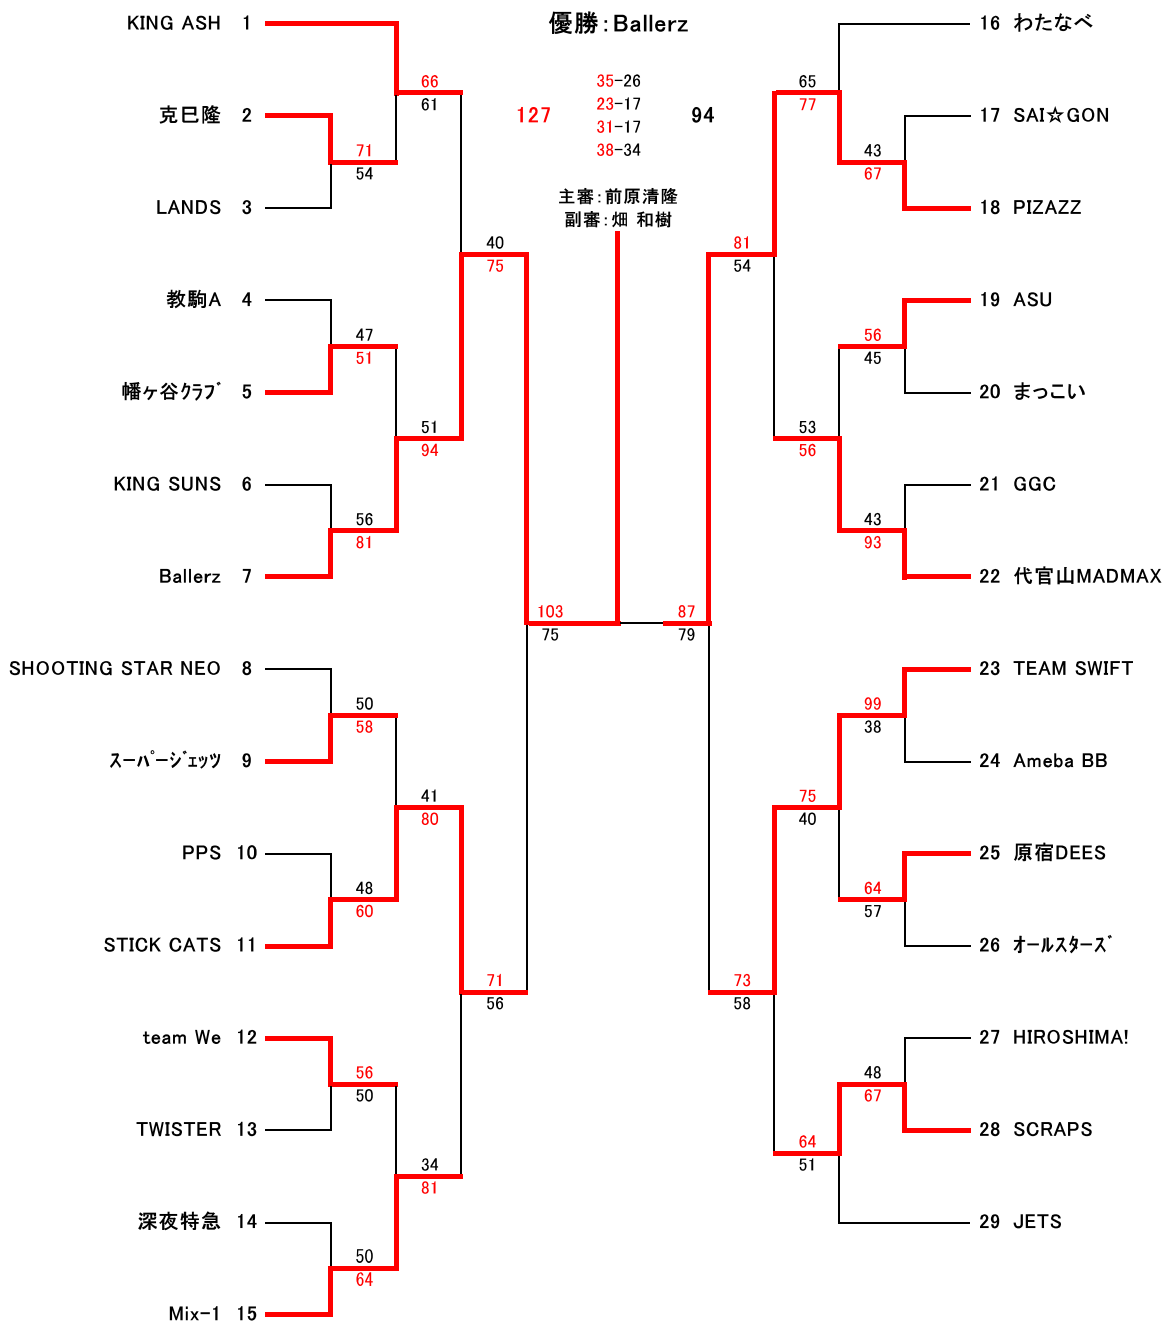 優勝：Ballerz
127
35-26
23-17
31-17
38-34
94
主審：前原清隆
副審：畑 和樹
KING ASH 1
66
61
克巳隆 2
71
54
LANDS 3
40
75
教駒A 4
47
51
幡ヶ谷ｸﾗﾌﾞ 5
51
94
KING SUNS 6
56
81
Ballerz 7
103
75
SHOOTING STAR NEO 8
50
58
ｽｰﾊﾟｰｼﾞｪｯﾂ 9
41
80
PPS 10
48
60
STICK CATS 11
71
56
team We 12
56
50
TWISTER 13
34
81
深夜特急 14
50
64
Mix-1 15
16 わたなべ
65
77
17 SAI☆GON
43
67
18 PIZAZZ
81
54
19 ASU
56
45
20 まっこい
53
56
21 GGC
43
93
22 代官山MADMAX
87
79
23 TEAM SWIFT
99
38
24 Ameba BB
75
40
25 原宿DEES
64
57
26 ｵｰﾙｽﾀｰｽﾞ
73
58
27 HIROSHIMA!
48
67
28 SCRAPS
64
51
29 JETS